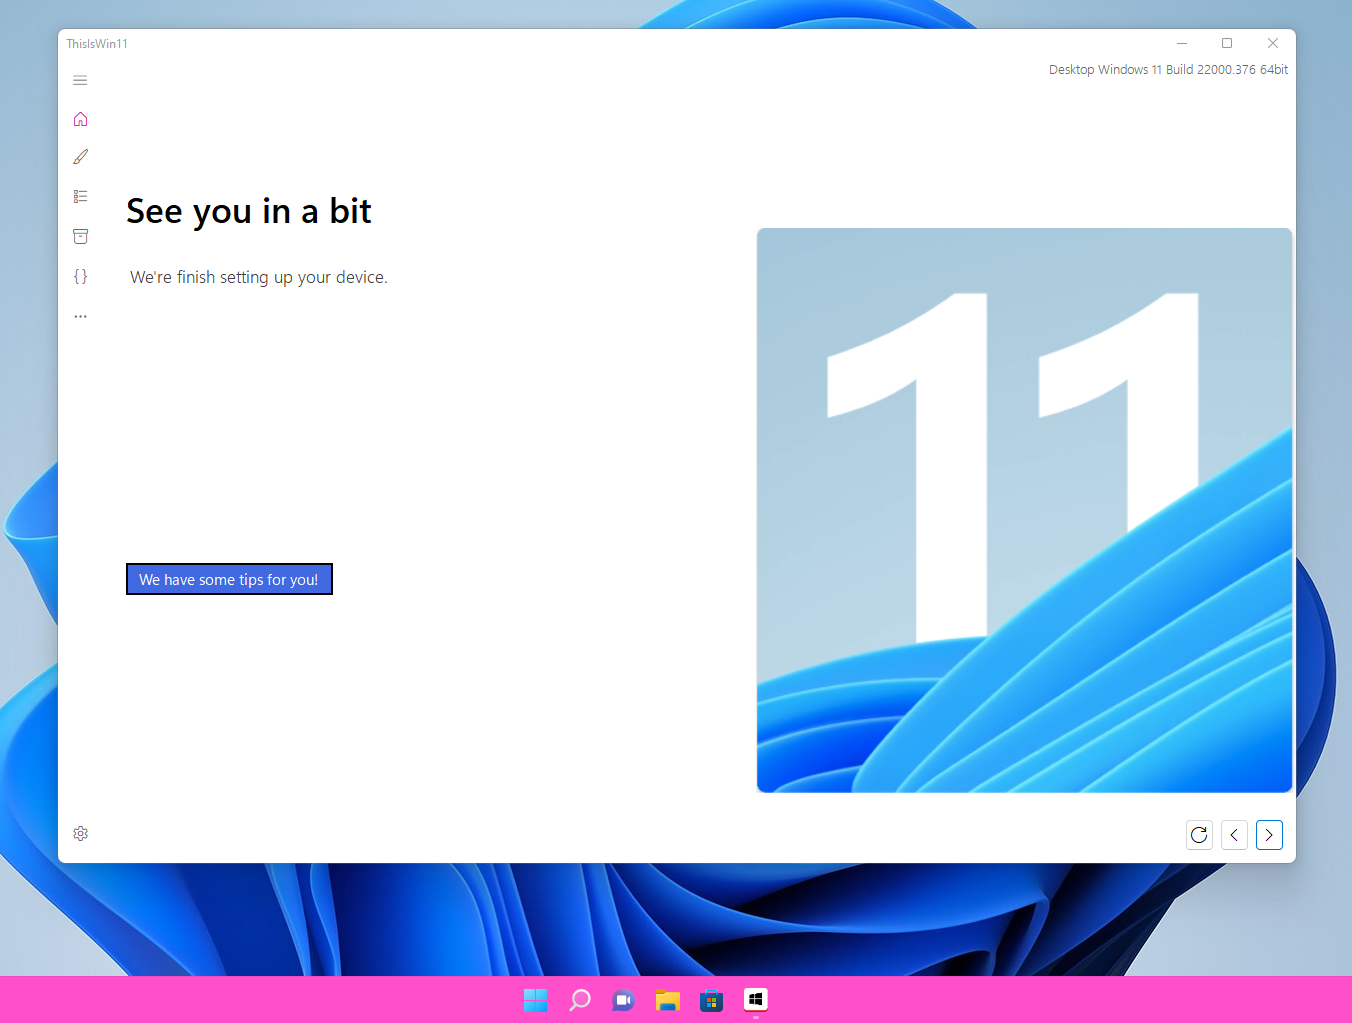 ThisIsWin11
Desktop Windows 11 Build 22000.376 64bit
See you in a bit
We're finish setting up your device.
11
We have some tips for you!